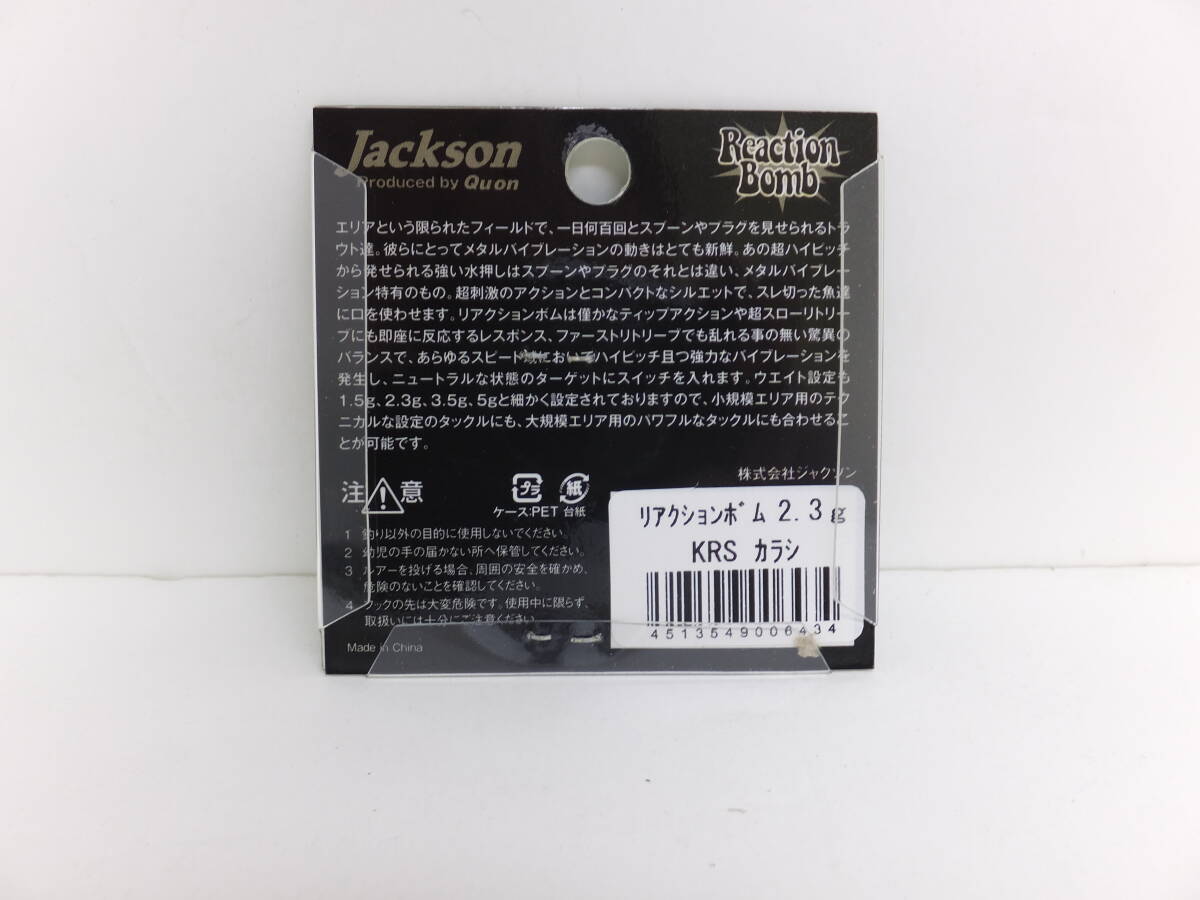 Jackson
Produced by Quon
Reaction
Bomb
エリアという限られたフィールドで、一日何百回とスプーンやプラグを見せられるトラ
ウト達。彼らにとってメタルバイブレーションの動きはとても新鮮。あの超ハイピッチ
から発せられる強い水押しはスプーンやプラグのそれとは違い、メタルバイブレー
ション特有のもの。超刺激のアクションとコンパクトなシルエットで、スレ切った魚達
に口を使わせます。リアクションボムは僅かなティップアクションや超スローリトリー
プにも即座に反応するレスポンス、ファーストリトリープでも乱れる事の無い驚異の
バランスで、あらゆるスピード域においてハイピッチ且つ強力なバイブレーションを
発生し、ニュートラルな状態のターゲットにスイッチを入れます。ウエイト設定も
1.5g、2.3g、3.5g、5gと細かく設定されておりますので、小規模エリア用のテク
ニカルな設定のタックルにも、大規模エリア用のパワフルなタックルにも合わせるこ
とが可能です。
株式会社ジャクソン
注意
プラ 紙
ケース:PET 台紙
1 釣り以外の目的に使用しないでください。
2 幼児の手の届かない所へ保管してください。
3 ルアーを投げる場合、周囲の安全を確かめ、
危険のないことを確認してください。
4 フックの先は大変危険です。使用中に限らず、
取扱いには十分にご注意ください。
Made in China
リアクションボム 2.3g
KRS カラシ
4513549006434